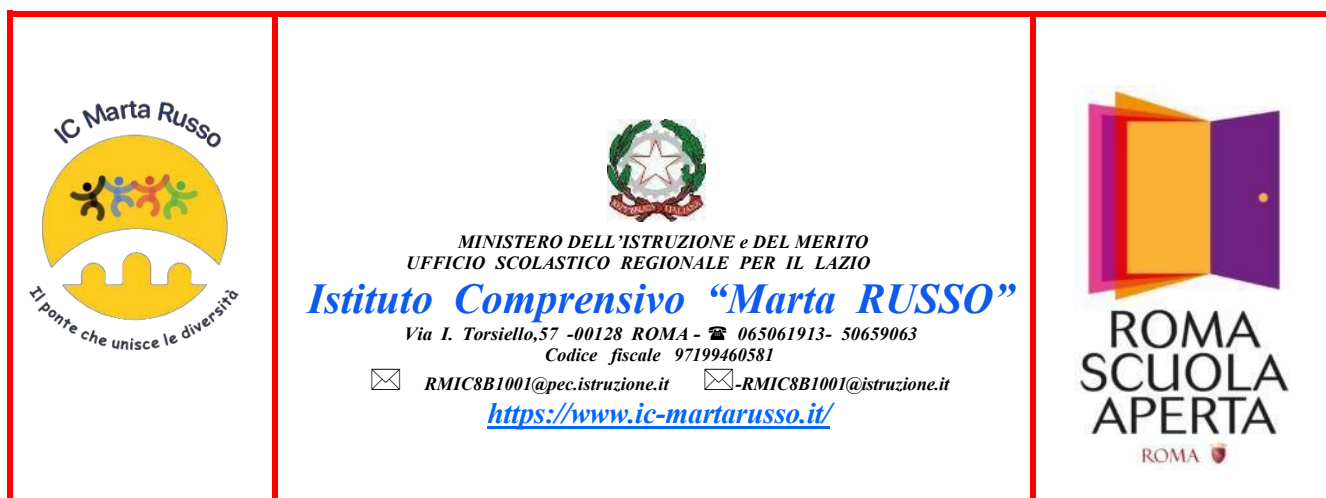 IC Marta Russo
Il ponte che unisce le diversità
REPVBBLICA ITALIANA
MINISTERO DELL'ISTRUZIONE e DEL MERITO
UFFICIO SCOLASTICO REGIONALE PER IL LAZIO
Istituto Comprensivo “Marta RUSSO”
Via I. Torsiello,57 -00128 ROMA - ☎ 065061913- 50659063
Codice fiscale 97199460581
✉ RMIC8B1001@pec.istruzione.it ✉-RMIC8B1001@istruzione.it
https://www.ic-martarusso.it/
ROMA
SCUOLA
APERTA
ROMA